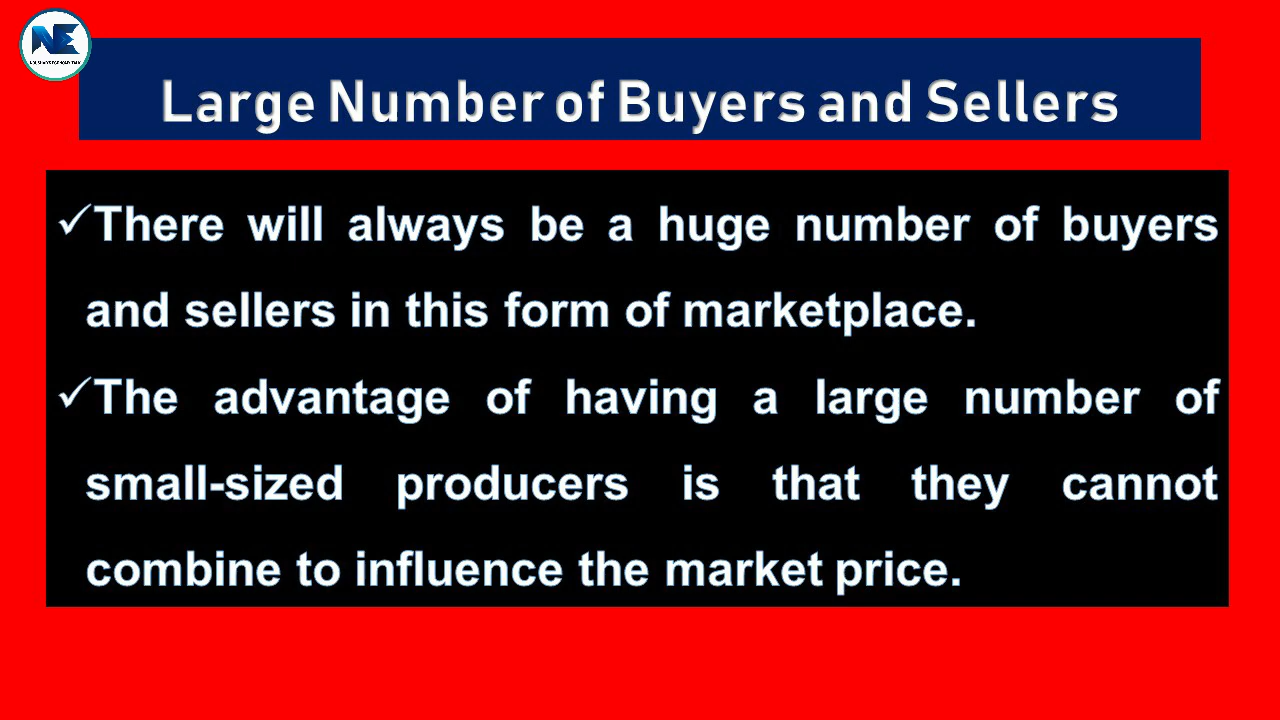 NE
Large Number of Buyers and Sellers
✓There will always be a huge number of buyers
and sellers in this form of marketplace.
✓The advantage of having a large number of
small-sized producers is that they cannot
combine to influence the market price.